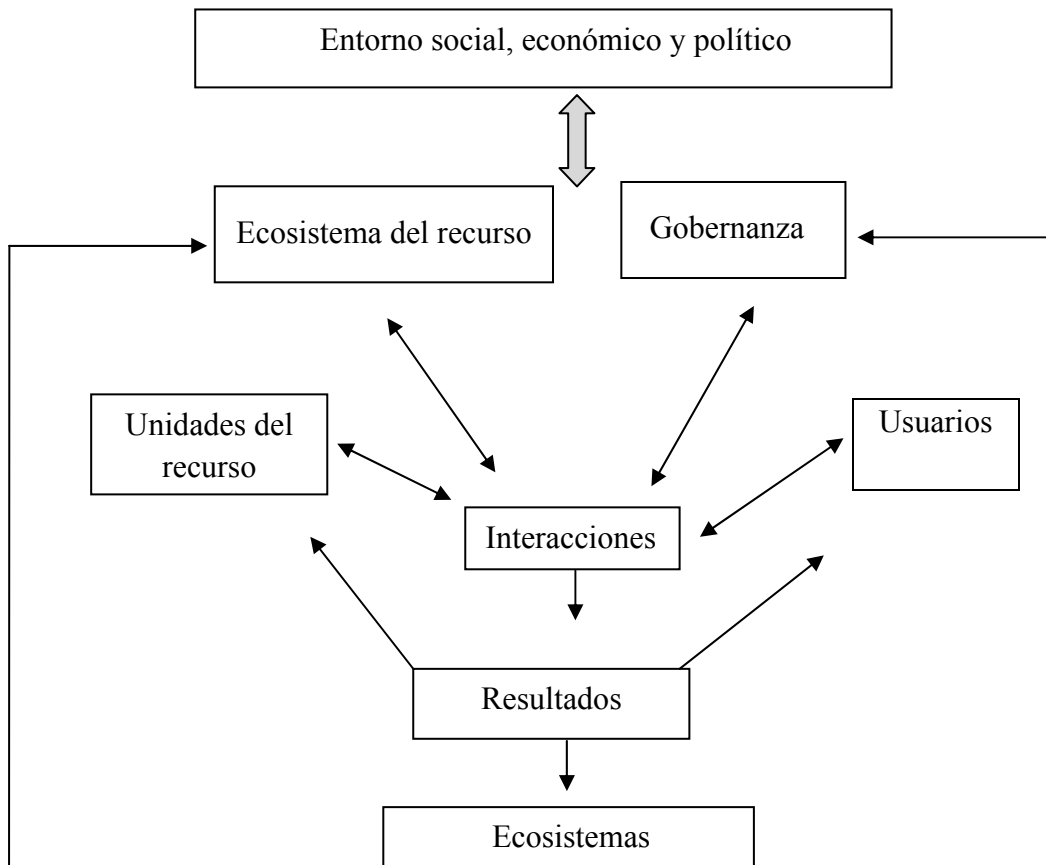 Entorno social, económico y político
Ecosistema del recurso
Gobernanza
Unidades del
recurso
Usuarios
Interacciones
Resultados
Ecosistemas